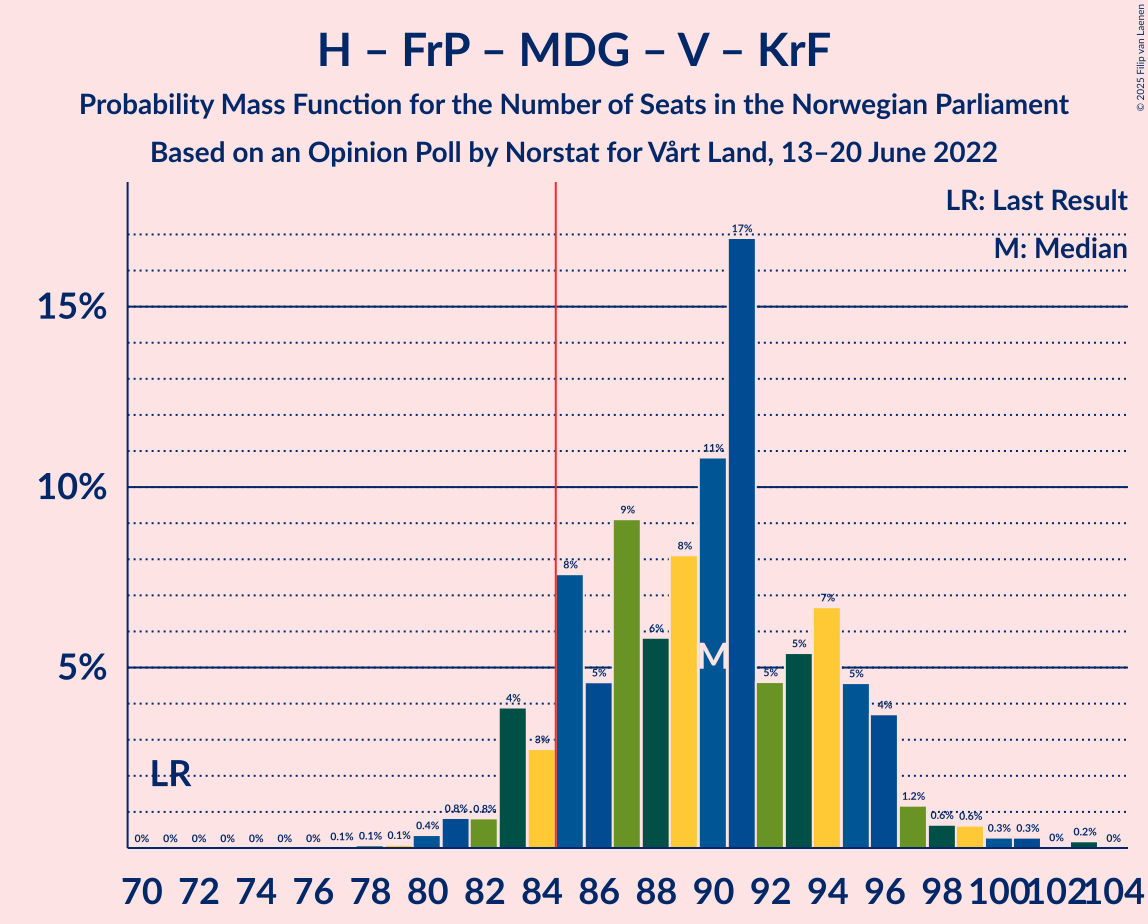 H – FrP – MDG – V – KrF
Probability Mass Function for the Number of Seats in the Norwegian Parliament
Based on an Opinion Poll by Norstat for Vårt Land, 13–20 June 2022
© 2025 Filip van Laenen
LR: Last Result
M: Median
15%
10%
5%
LR
M
0% 0% 0% 0% 0% 0% 0% 0.1% 0.1% 0.1% 0.4% 0.8% 0.8% 4% 3% 8% 5% 9% 6% 8% 11% 17% 5% 5% 7% 5% 4% 1.2% 0.6% 0.6% 0.3% 0.3% 0% 0.2% 0%
70 72 74 76 78 80 82 84 86 88 90 92 94 96 98 100 102 104